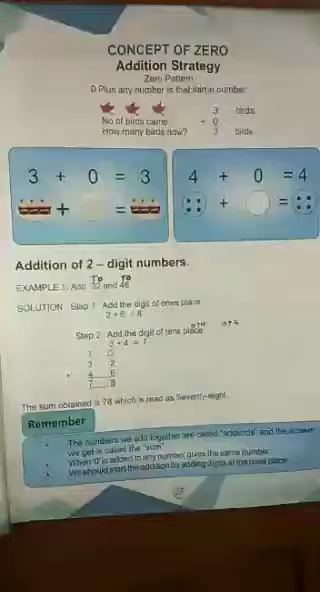 CONCEPT OF ZERO
Addition Strategy
Zero Pattern
0 Plus any number is that same number
3 birds
No of birds came + 0
How many birds now? 3 birds
3 + 0 = 3
4 + 0 = 4
+ =
+ =
Addition of 2 – digit numbers.
TO TO
EXAMPLE 1: Add 32 and 46
SOLUTION Step 1 Add the digit of ones place
2 + 6 = 8
Step 2 Add the digit of tens place
3 + 4 = 7
3 2
+ 4 6
7 8
The sum obtained is 78 which is read as Seventy-eight.
Remember
The numbers we add together are called "addends" and the answer
we get is called the "sum"
When '0' is added to any number gives the same number
We should start the addition by adding digits at the ones place